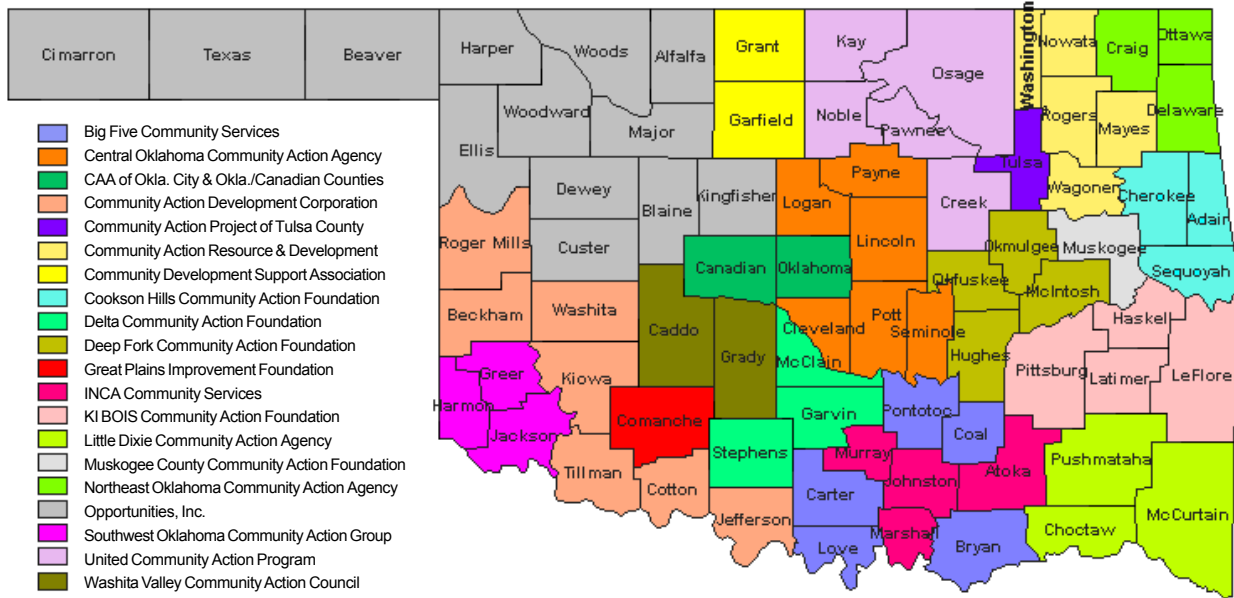 Cimarron
Texas
Beaver
Harper
Woods
Alfalfa
Grant
Kay
Osage
Washington
Nowata
Craig
Ottawa
Woodward
Major
Garfield
Noble
Pawnee
Rogers
Mayes
Delaware
Ellis
Dewey
Blaine
Kingfisher
Logan
Payne
Creek
Tulsa
Wagoner
Cherokee
Adair
Roger Mills
Custer
Canadian
Oklahoma
Lincoln
Okmulgee
Muskogee
Sequoyah
Okfuskee
McIntosh
Beckham
Washita
Caddo
Grady
Cleveland
McClain
Pott
Seminole
Hughes
Pittsburg
Haskell
Latimer
LeFlore
Harmon
Greer
Kiowa
Jackson
Comanche
Garvin
Pontotoc
Coal
Stephens
Murray
Johnston
Atoka
Pushmataha
McCurtain
Tillman
Cotton
Jefferson
Carter
Love
Marshall
Bryan
Choctaw
Big Five Community Services
Central Oklahoma Community Action Agency
CAA of Okla. City & Okla./Canadian Counties
Community Action Development Corporation
Community Action Project of Tulsa County
Community Action Resource & Development
Community Development Support Association
Cookson Hills Community Action Foundation
Delta Community Action Foundation
Deep Fork Community Action Foundation
Great Plains Improvement Foundation
INCA Community Services
KI BOIS Community Action Foundation
Little Dixie Community Action Agency
Muskogee County Community Action Foundation
Northeast Oklahoma Community Action Agency
Opportunities, Inc.
Southwest Oklahoma Community Action Group
United Community Action Program
Washita Valley Community Action Council